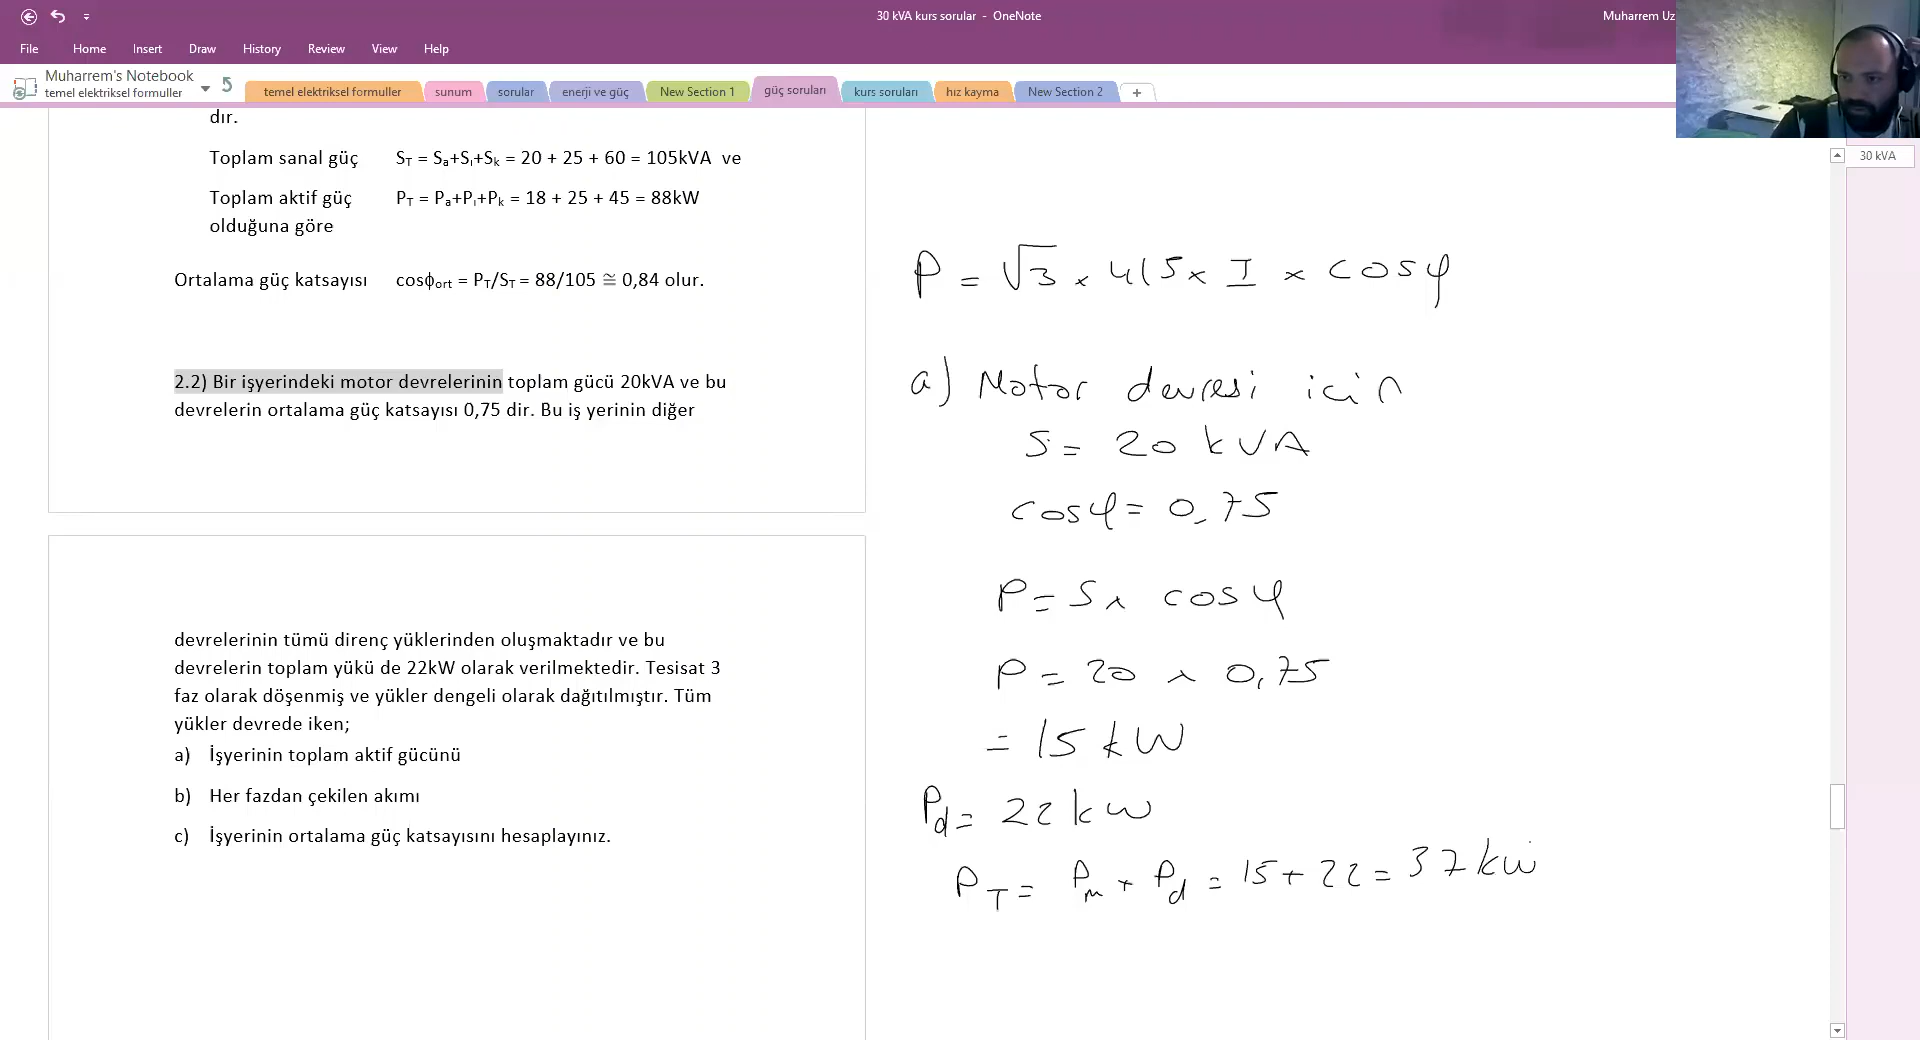 30 kVA kurs sorular - OneNote
Muharrem Uz
File Home Insert Draw History Review View Help
Muharrem's Notebook
temel elektriksel formuller
temel elektriksel formuller sunum sorular enerji ve güç New Section 1 güç soruları kurs soruları hız kayma New Section 2 +
30 kVA
dır.
Toplam sanal güç Sₜ = Sₐ+Sₗ+Sₖ = 20 + 25 + 60 = 105kVA ve
Toplam aktif güç Pₜ = Pₐ+Pₗ+Pₖ = 18 + 25 + 45 = 88kW
olduğuna göre
Ortalama güç katsayısı cosϕort = PT/ST = 88/105 ≅ 0,84 olur.
2.2) Bir işyerindeki motor devrelerinin toplam gücü 20kVA ve bu
devrelerin ortalama güç katsayısı 0,75 dir. Bu iş yerinin diğer
devrelerinin tümü direnç yüklerinden oluşmaktadır ve bu
devrelerin toplam yükü de 22kW olarak verilmektedir. Tesisat 3
faz olarak döşenmiş ve yükler dengeli olarak dağıtılmıştır. Tüm
yükler devrede iken;
a) İşyerinin toplam aktif gücünü
b) Her fazdan çekilen akımı
c) İşyerinin ortalama güç katsayısını hesaplayınız.
P = √3 × 415 × I × cosφ
a) Motor devresi icin
S = 20 kVA
cosφ = 0,75
P = S × cosφ
P = 20 × 0,75
= 15 kW
Pd = 22 kw
PT = Pm + Pd = 15 + 22 = 37 kw